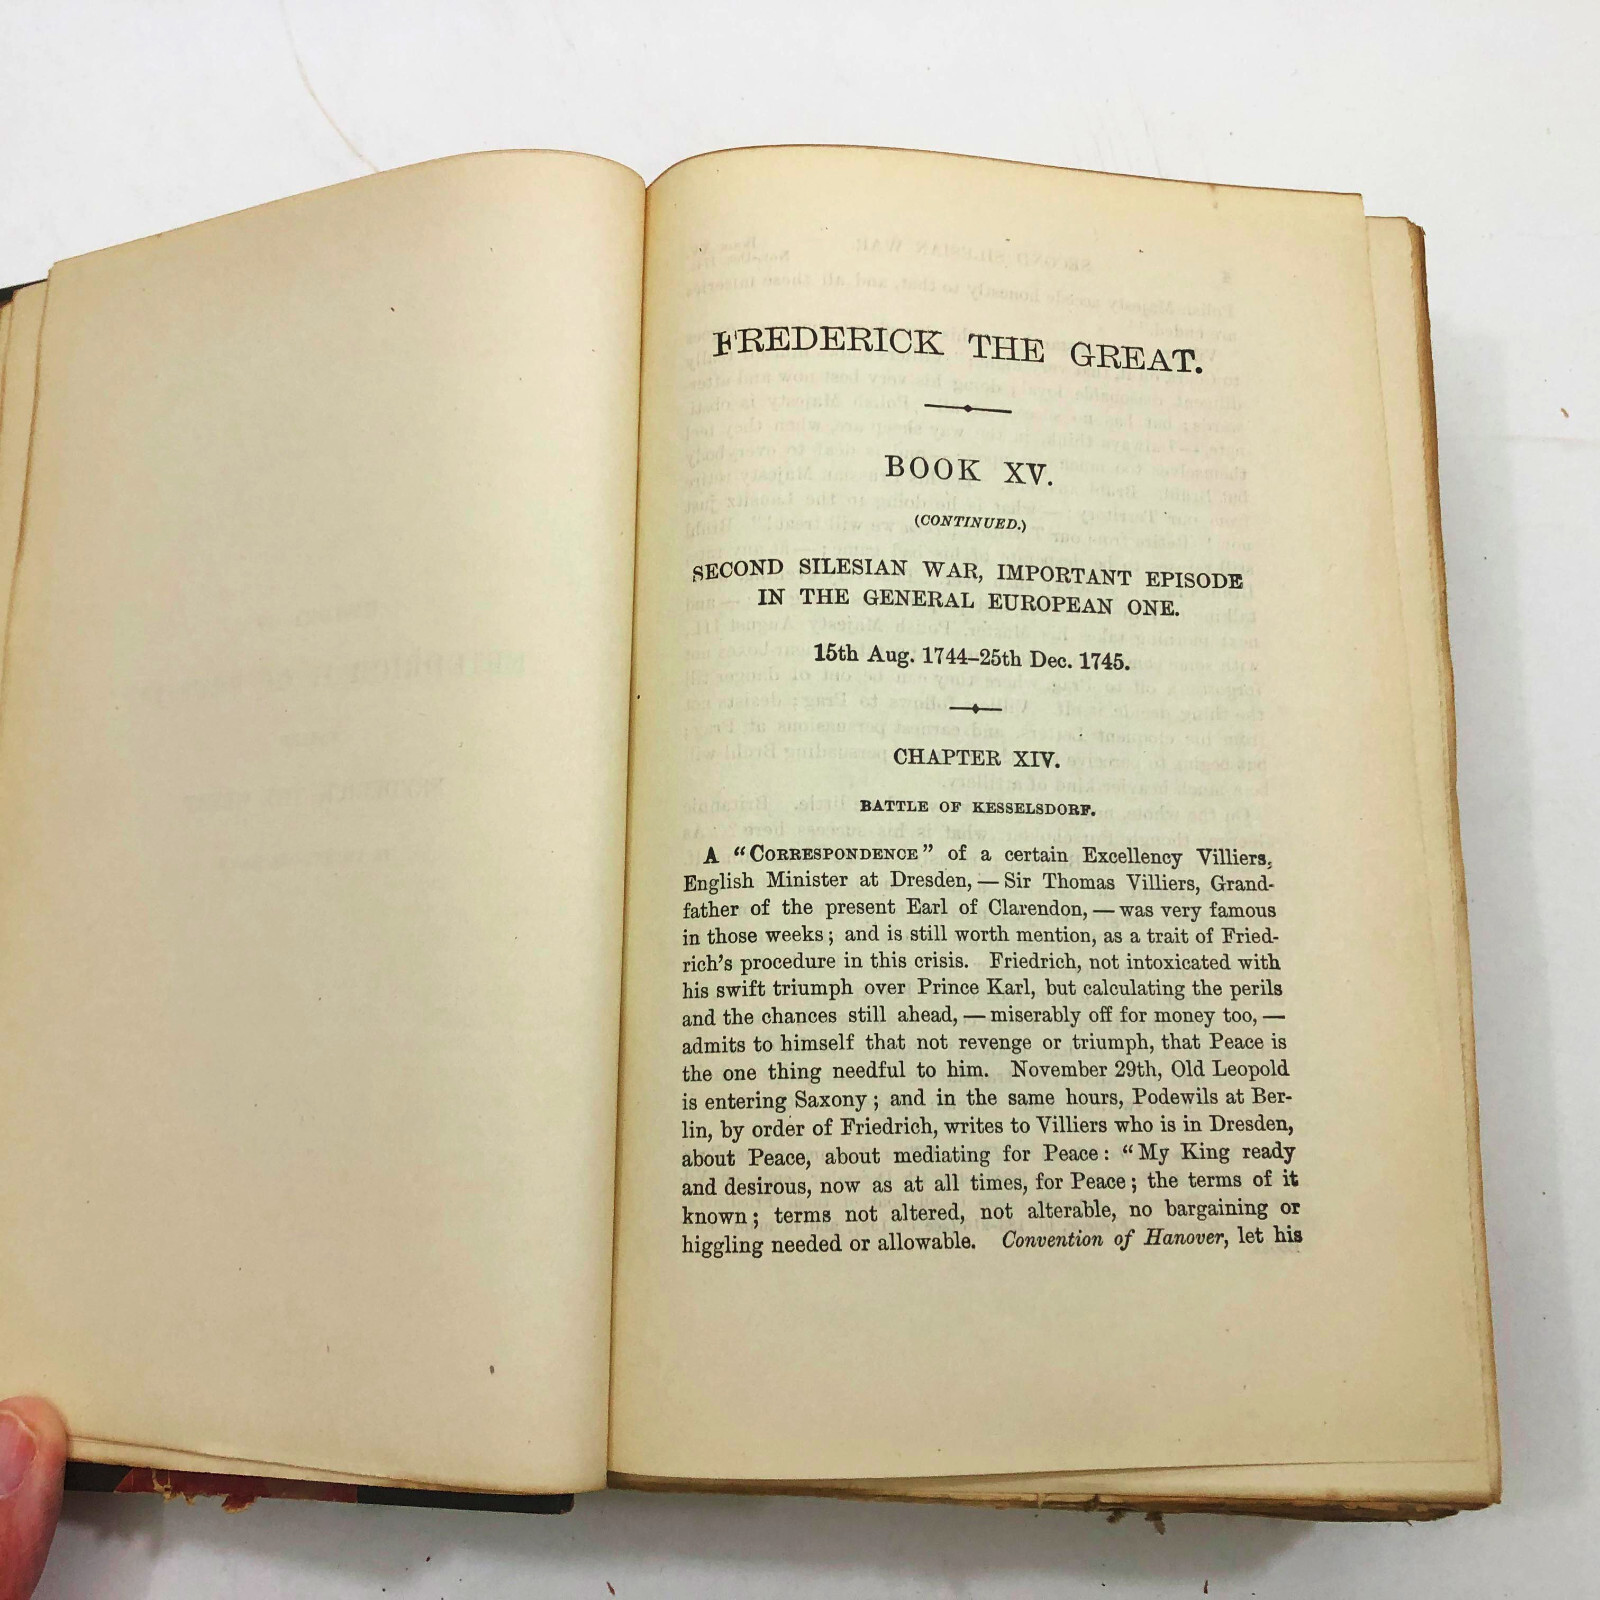 FREDERICK THE GREAT.
BOOK XV.
(CONTINUED.)
SECOND SILESIAN WAR, IMPORTANT EPISODE
IN THE GENERAL EUROPEAN ONE.
15th Aug. 1744–25th Dec. 1745.
CHAPTER XIV.
BATTLE OF KESSELSDORF.
A "CORRESPONDENCE" of a certain Excellency Villiers,
English Minister at Dresden, — Sir Thomas Villiers, Grand-
father of the present Earl of Clarendon, — was very famous
in those weeks; and is still worth mention, as a trait of Fried-
rich's procedure in this crisis. Friedrich, not intoxicated with
his swift triumph over Prince Karl, but calculating the perils
and the chances still ahead, — miserably off for money too, —
admits to himself that not revenge or triumph, that Peace is
the one thing needful to him. November 29th, Old Leopold
is entering Saxony; and in the same hours, Podewils at Ber-
lin, by order of Friedrich, writes to Villiers who is in Dresden,
about Peace, about mediating for Peace: "My King ready
and desirous, now as at all times, for Peace; the terms of it
known; terms not altered, not alterable, no bargaining or
higgling needed or allowable. Convention of Hanover, let his